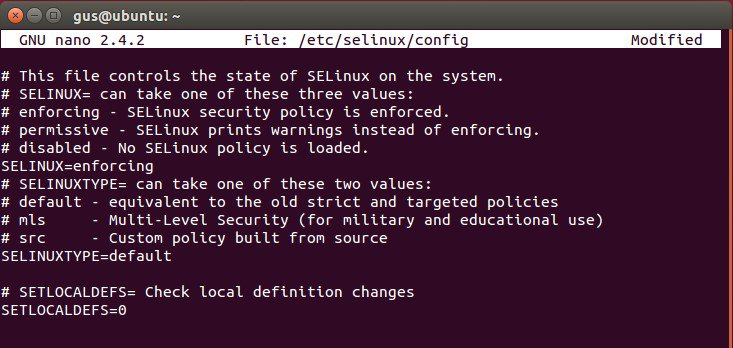 gus@ubuntu: ~
GNU nano 2.4.2 File: /etc/selinux/config Modified
# This file controls the state of SELinux on the system.
# SELINUX= can take one of these three values:
# enforcing - SELinux security policy is enforced.
# permissive - SELinux prints warnings instead of enforcing.
# disabled - No SELinux policy is loaded.
SELINUX=enforcing
# SELINUXTYPE= can take one of these two values:
# default - equivalent to the old strict and targeted policies
# mls     - Multi-Level Security (for military and educational use)
# src     - Custom policy built from source
SELINUXTYPE=default
# SETLOCALDEFS= Check local definition changes
SETLOCALDEFS=0